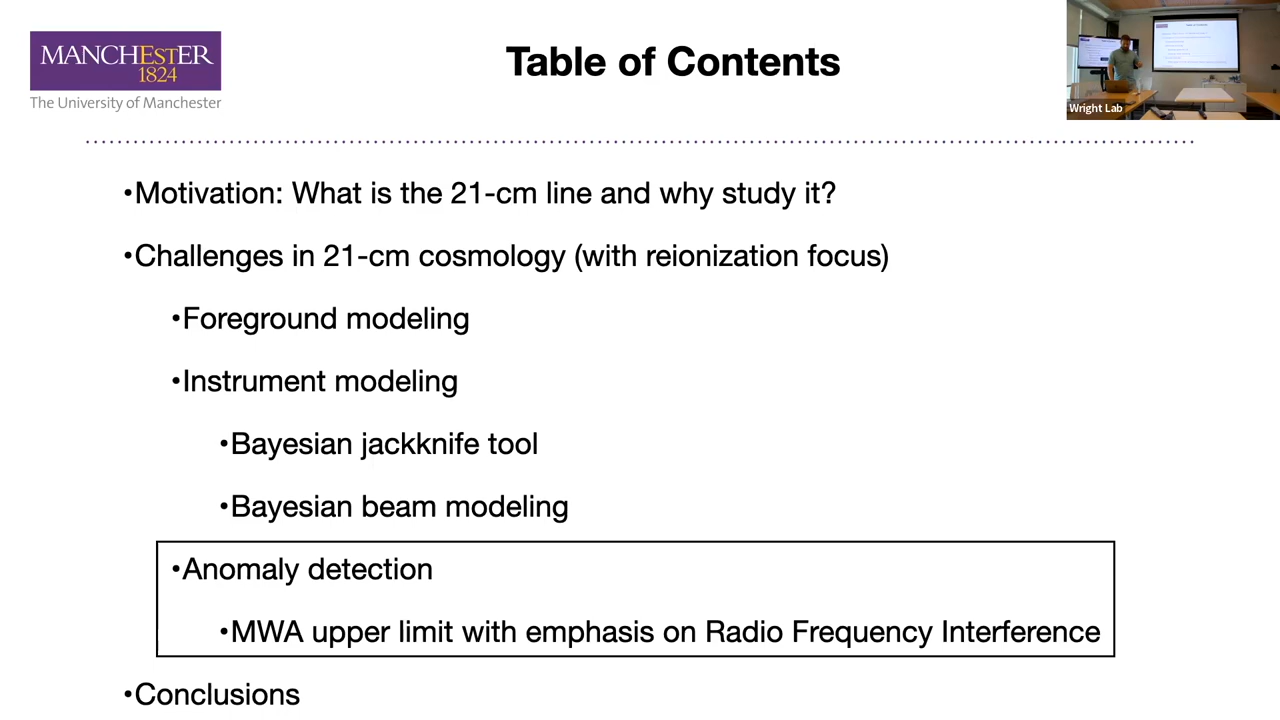 MANCHESTER
1824
The University of Manchester
Table of Contents
Wright Lab
•Motivation: What is the 21-cm line and why study it?
•Challenges in 21-cm cosmology (with reionization focus)
•Foreground modeling
•Instrument modeling
•Bayesian jackknife tool
•Bayesian beam modeling
•Anomaly detection
•MWA upper limit with emphasis on Radio Frequency Interference
•Conclusions